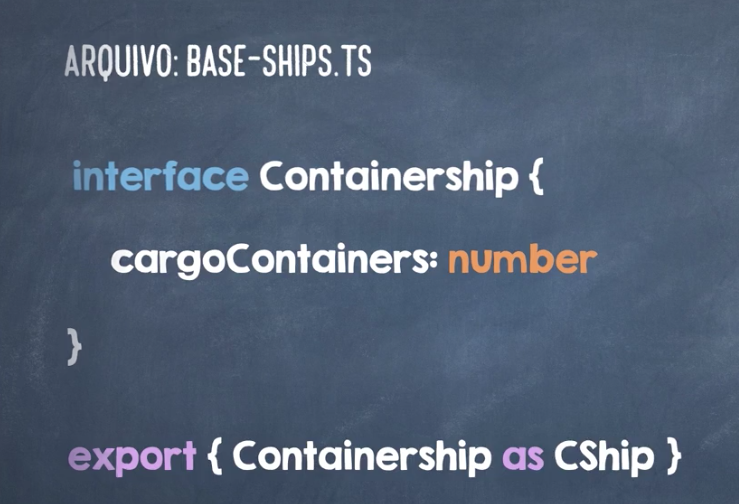 ARQUIVO: BASE-SHIPS.TS
interface Containership {
cargoContainers: number
}
export { Containership as CShip }